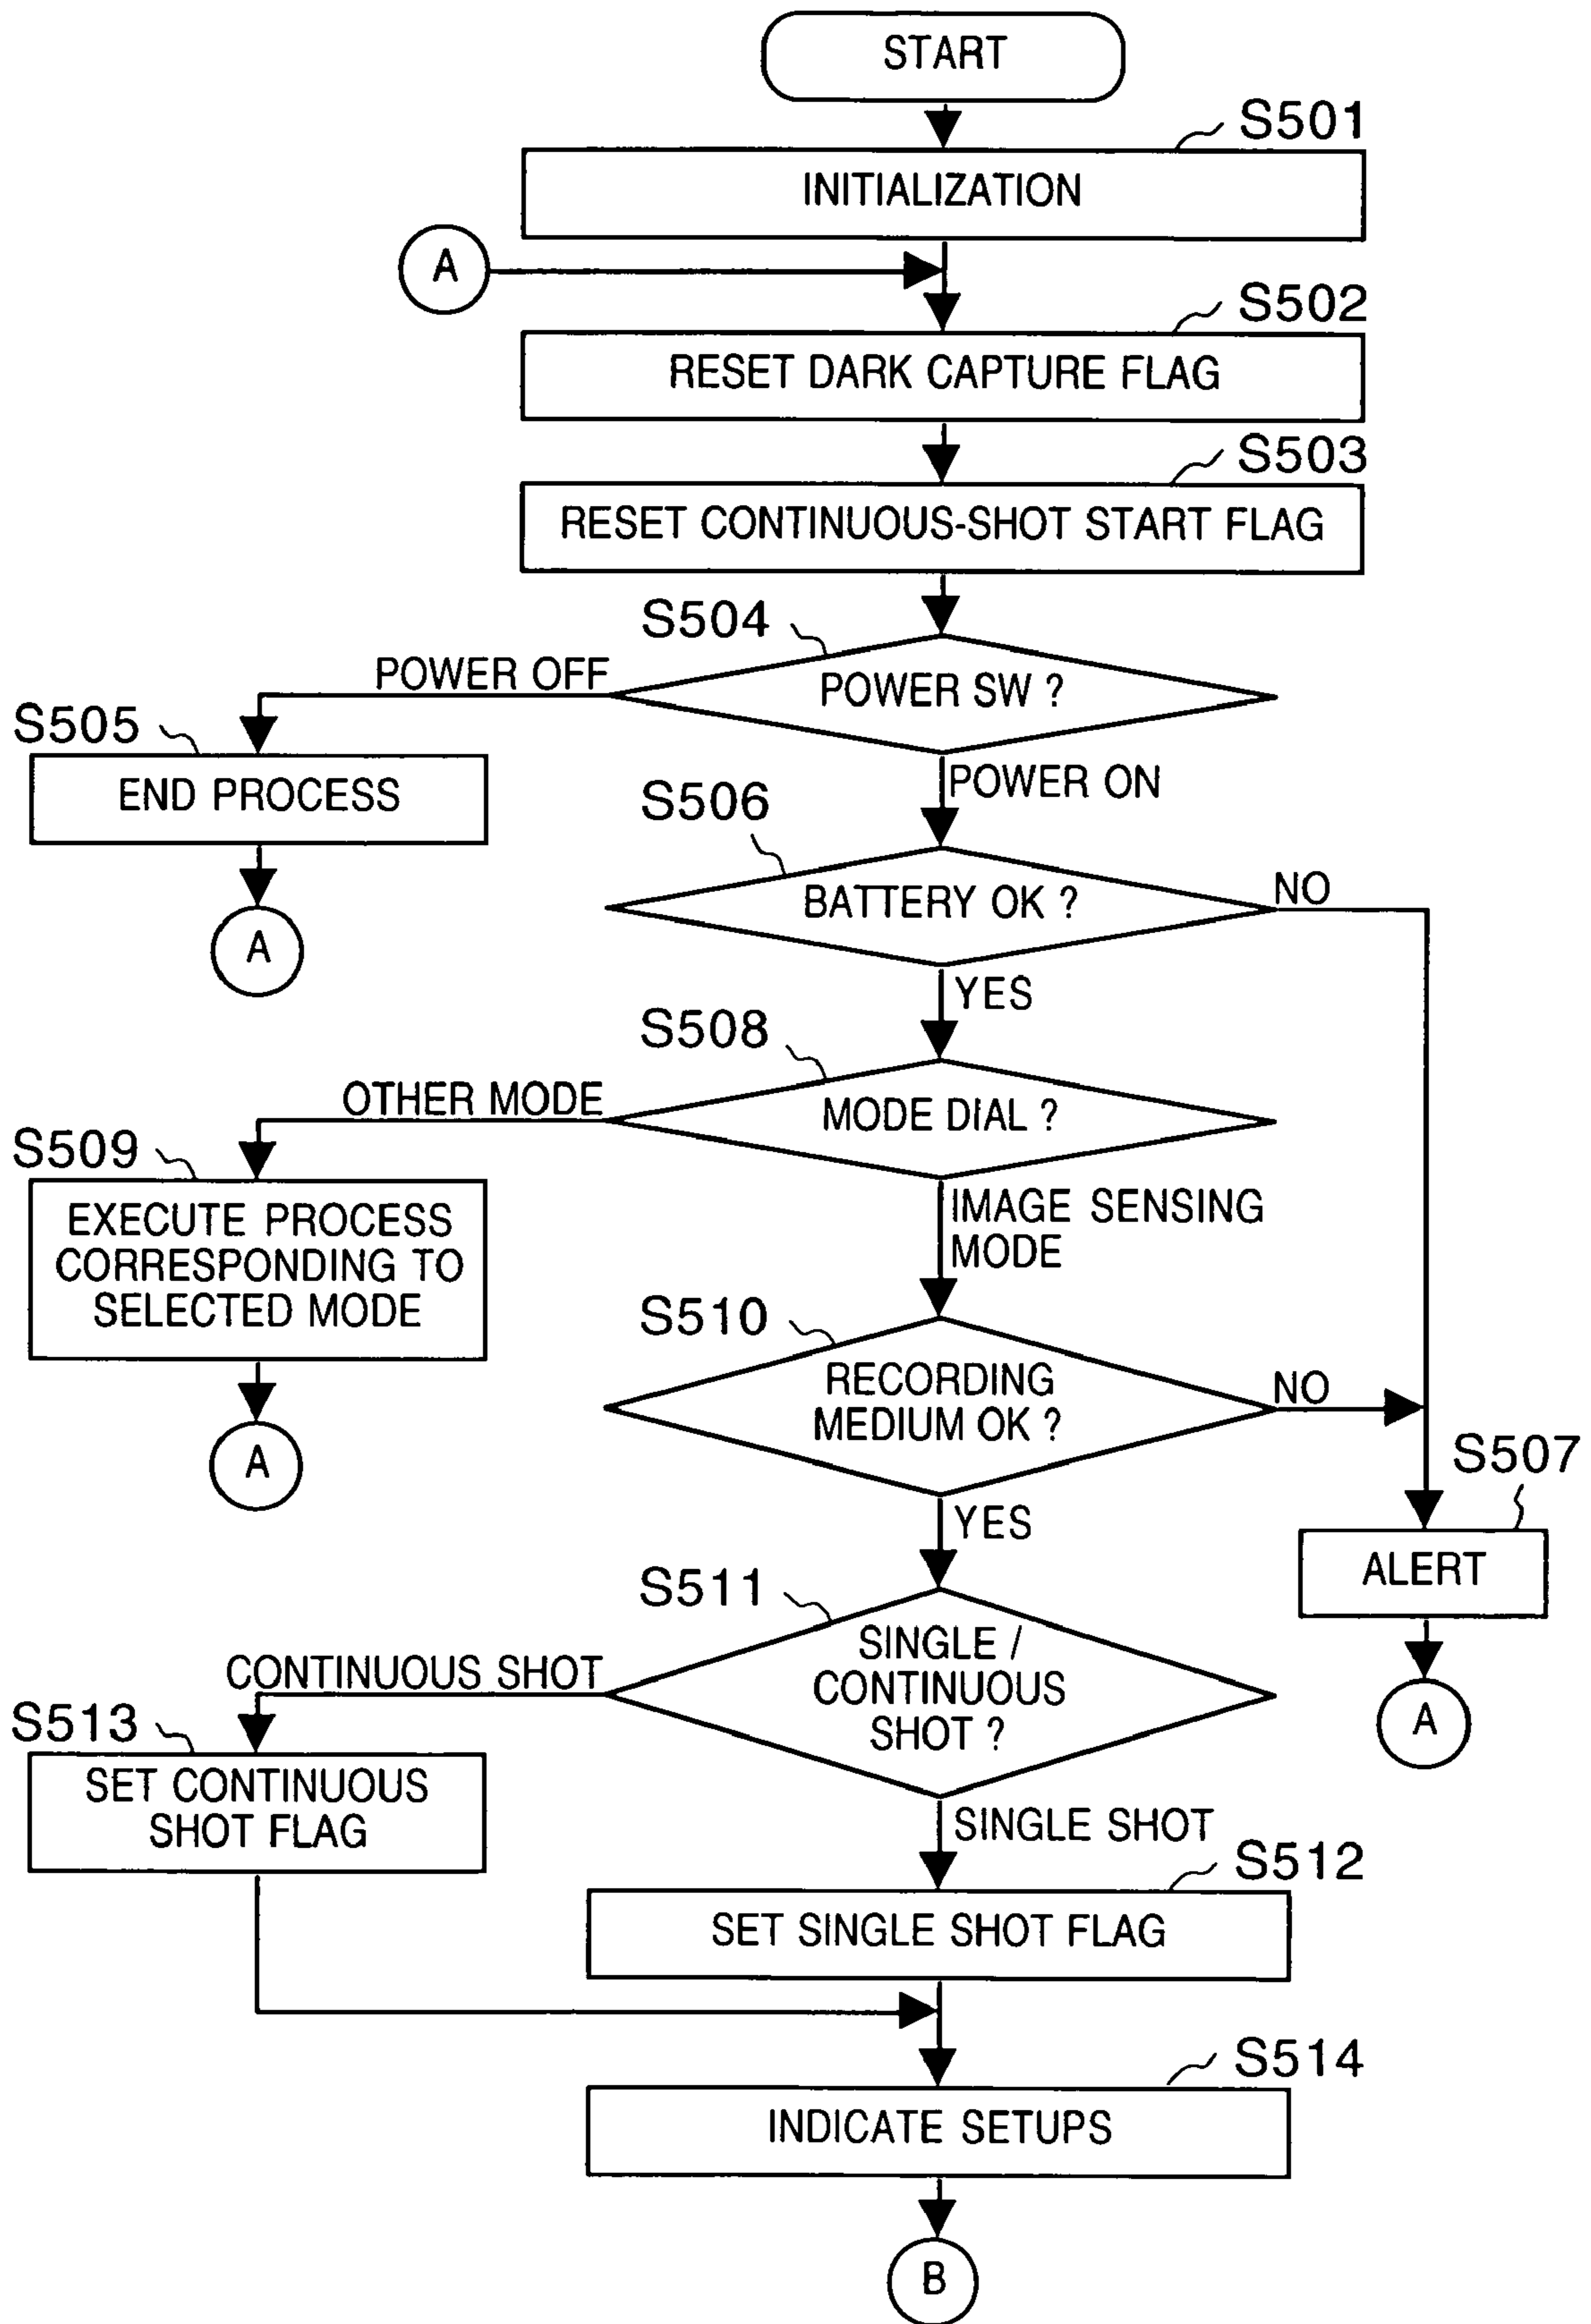 START
S501
INITIALIZATION
A
S502
RESET DARK CAPTURE FLAG
S503
RESET CONTINUOUS-SHOT START FLAG
S504
POWER OFF
POWER SW ?
S505
END PROCESS
POWER ON
A
S506
BATTERY OK ?
NO
YES
S508
OTHER MODE
MODE DIAL ?
S509
EXECUTE PROCESS
CORRESPONDING TO
SELECTED MODE
IMAGE SENSING
MODE
A
S510
RECORDING
MEDIUM OK ?
NO
S507
ALERT
A
YES
S511
CONTINUOUS SHOT
SINGLE /
CONTINUOUS
SHOT ?
S513
SET CONTINUOUS
SHOT FLAG
SINGLE SHOT
S512
SET SINGLE SHOT FLAG
S514
INDICATE SETUPS
B